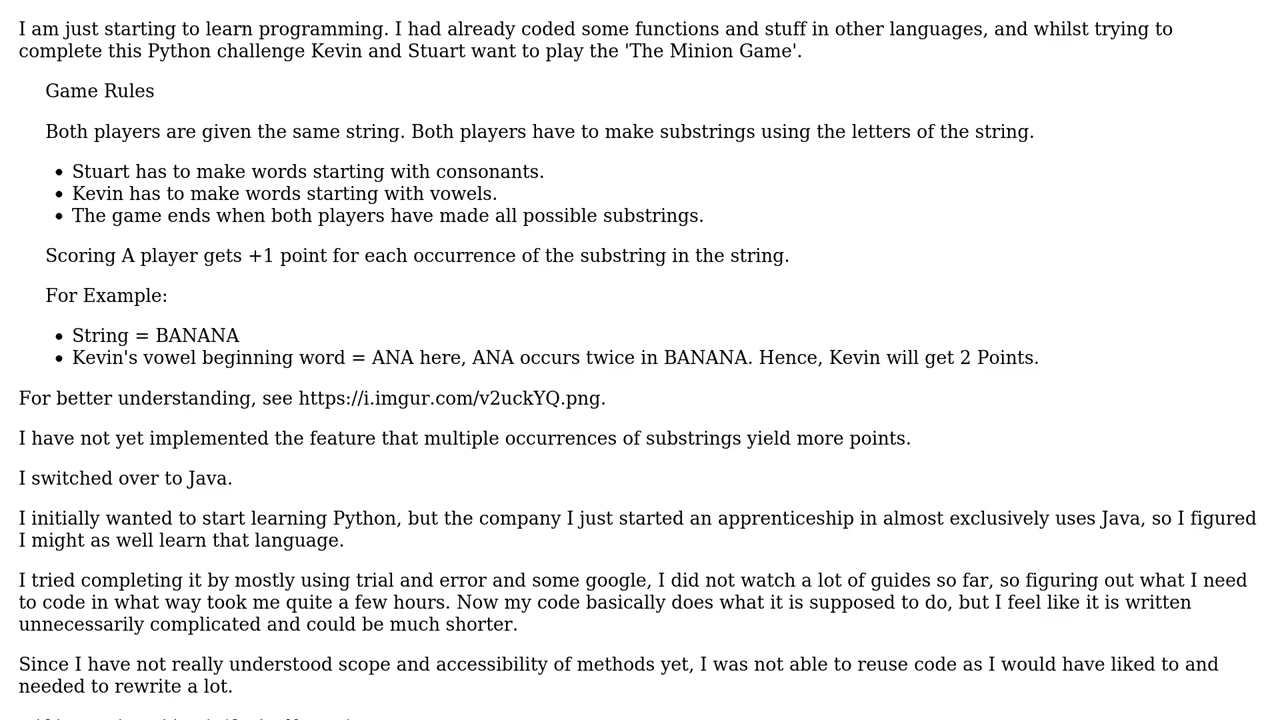 I am just starting to learn programming. I had already coded some functions and stuff in other languages, and whilst trying to
complete this Python challenge Kevin and Stuart want to play the 'The Minion Game'.
Game Rules
Both players are given the same string. Both players have to make substrings using the letters of the string.
• Stuart has to make words starting with consonants.
• Kevin has to make words starting with vowels.
• The game ends when both players have made all possible substrings.
Scoring A player gets +1 point for each occurrence of the substring in the string.
For Example:
• String = BANANA
• Kevin's vowel beginning word = ANA here, ANA occurs twice in BANANA. Hence, Kevin will get 2 Points.
For better understanding, see https://i.imgur.com/v2uckYQ.png.
I have not yet implemented the feature that multiple occurrences of substrings yield more points.
I switched over to Java.
I initially wanted to start learning Python, but the company I just started an apprenticeship in almost exclusively uses Java, so I figured
I might as well learn that language.
I tried completing it by mostly using trial and error and some google, I did not watch a lot of guides so far, so figuring out what I need
to code in what way took me quite a few hours. Now my code basically does what it is supposed to do, but I feel like it is written
unnecessarily complicated and could be much shorter.
Since I have not really understood scope and accessibility of methods yet, I was not able to reuse code as I would have liked to and
needed to rewrite a lot.